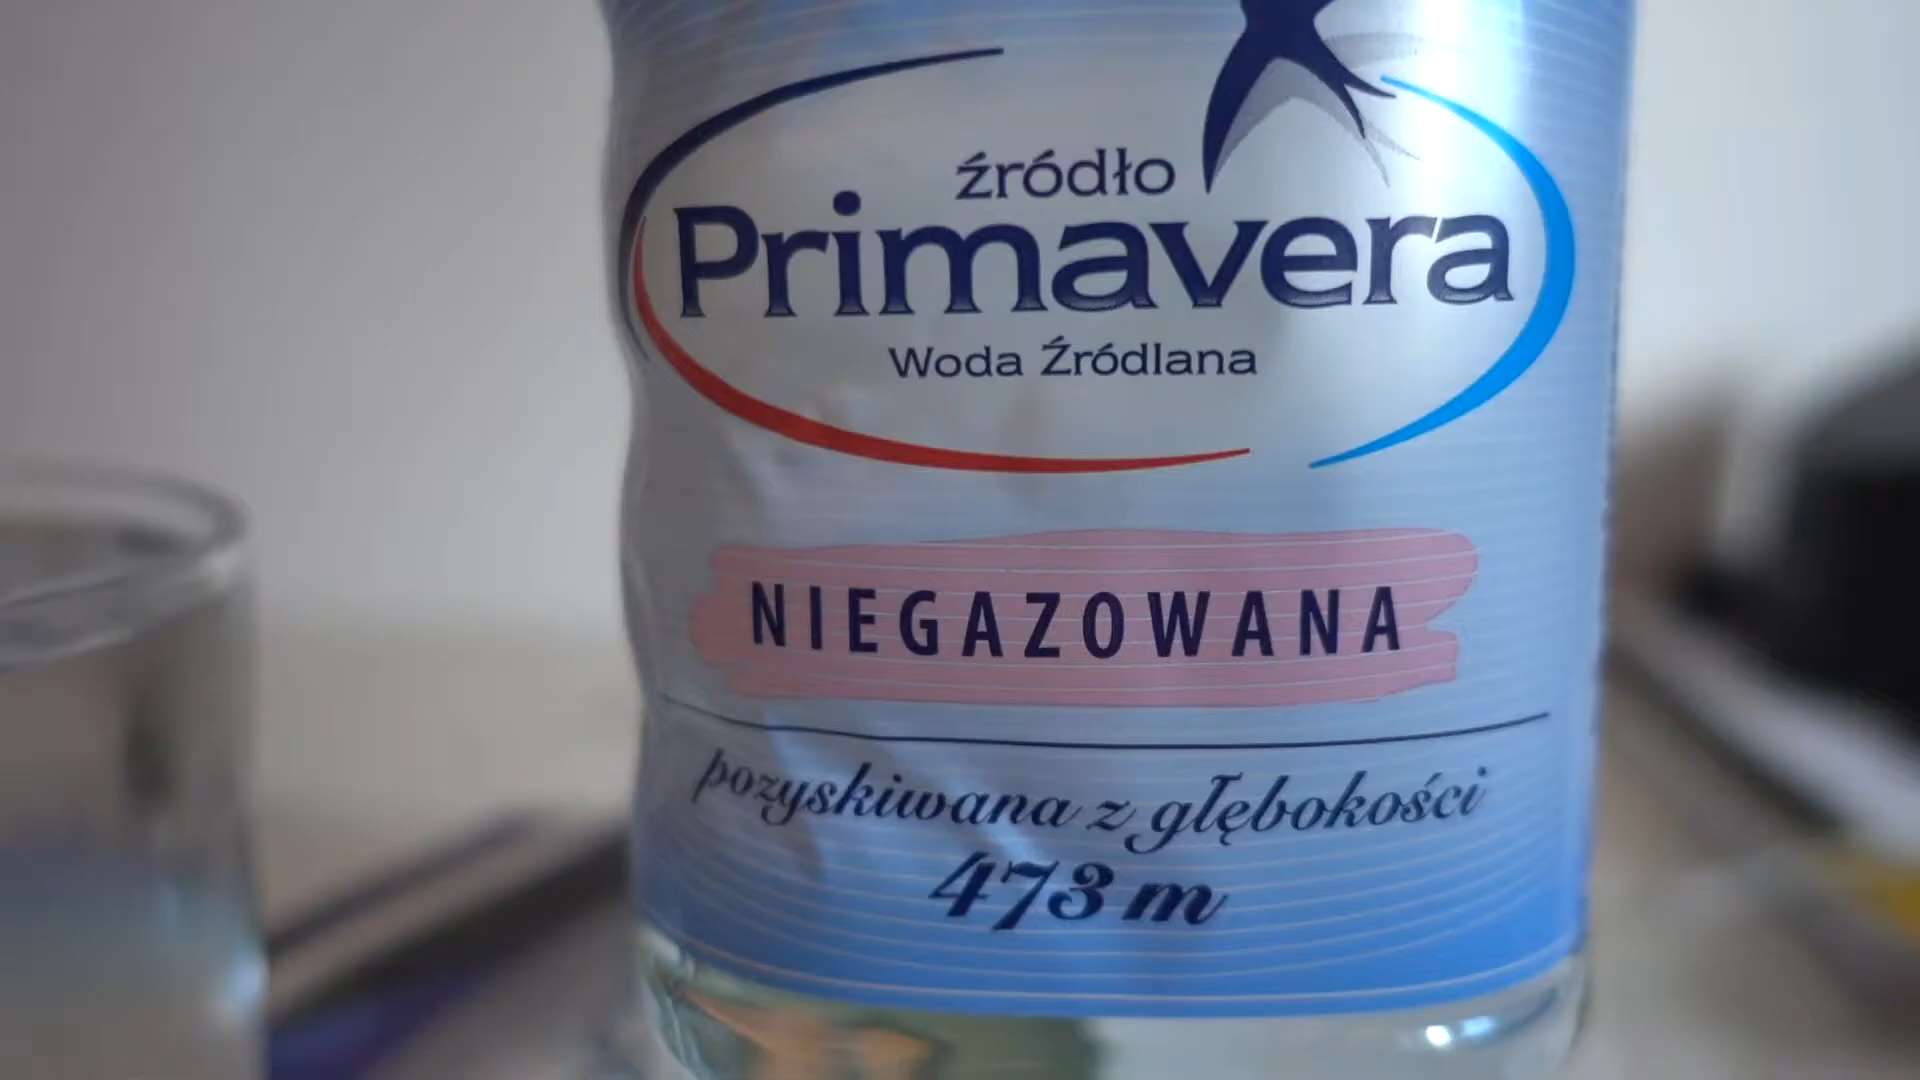 źródło
Primavera
Woda Źródlana
NIEGAZOWANA
pozyskiwana z głębokości
473 m